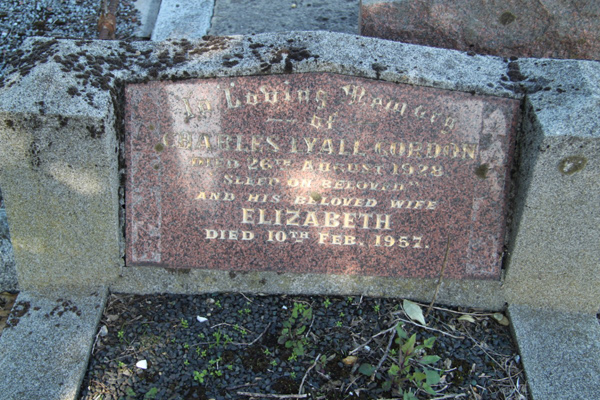 In Loving Memory
of
CHARLES LYALL GORDON
DIED 26TH AUGUST 1928
"SLEEP ON BELOVED"
AND HIS BELOVED WIFE
ELIZABETH
DIED 10TH FEB. 1957.